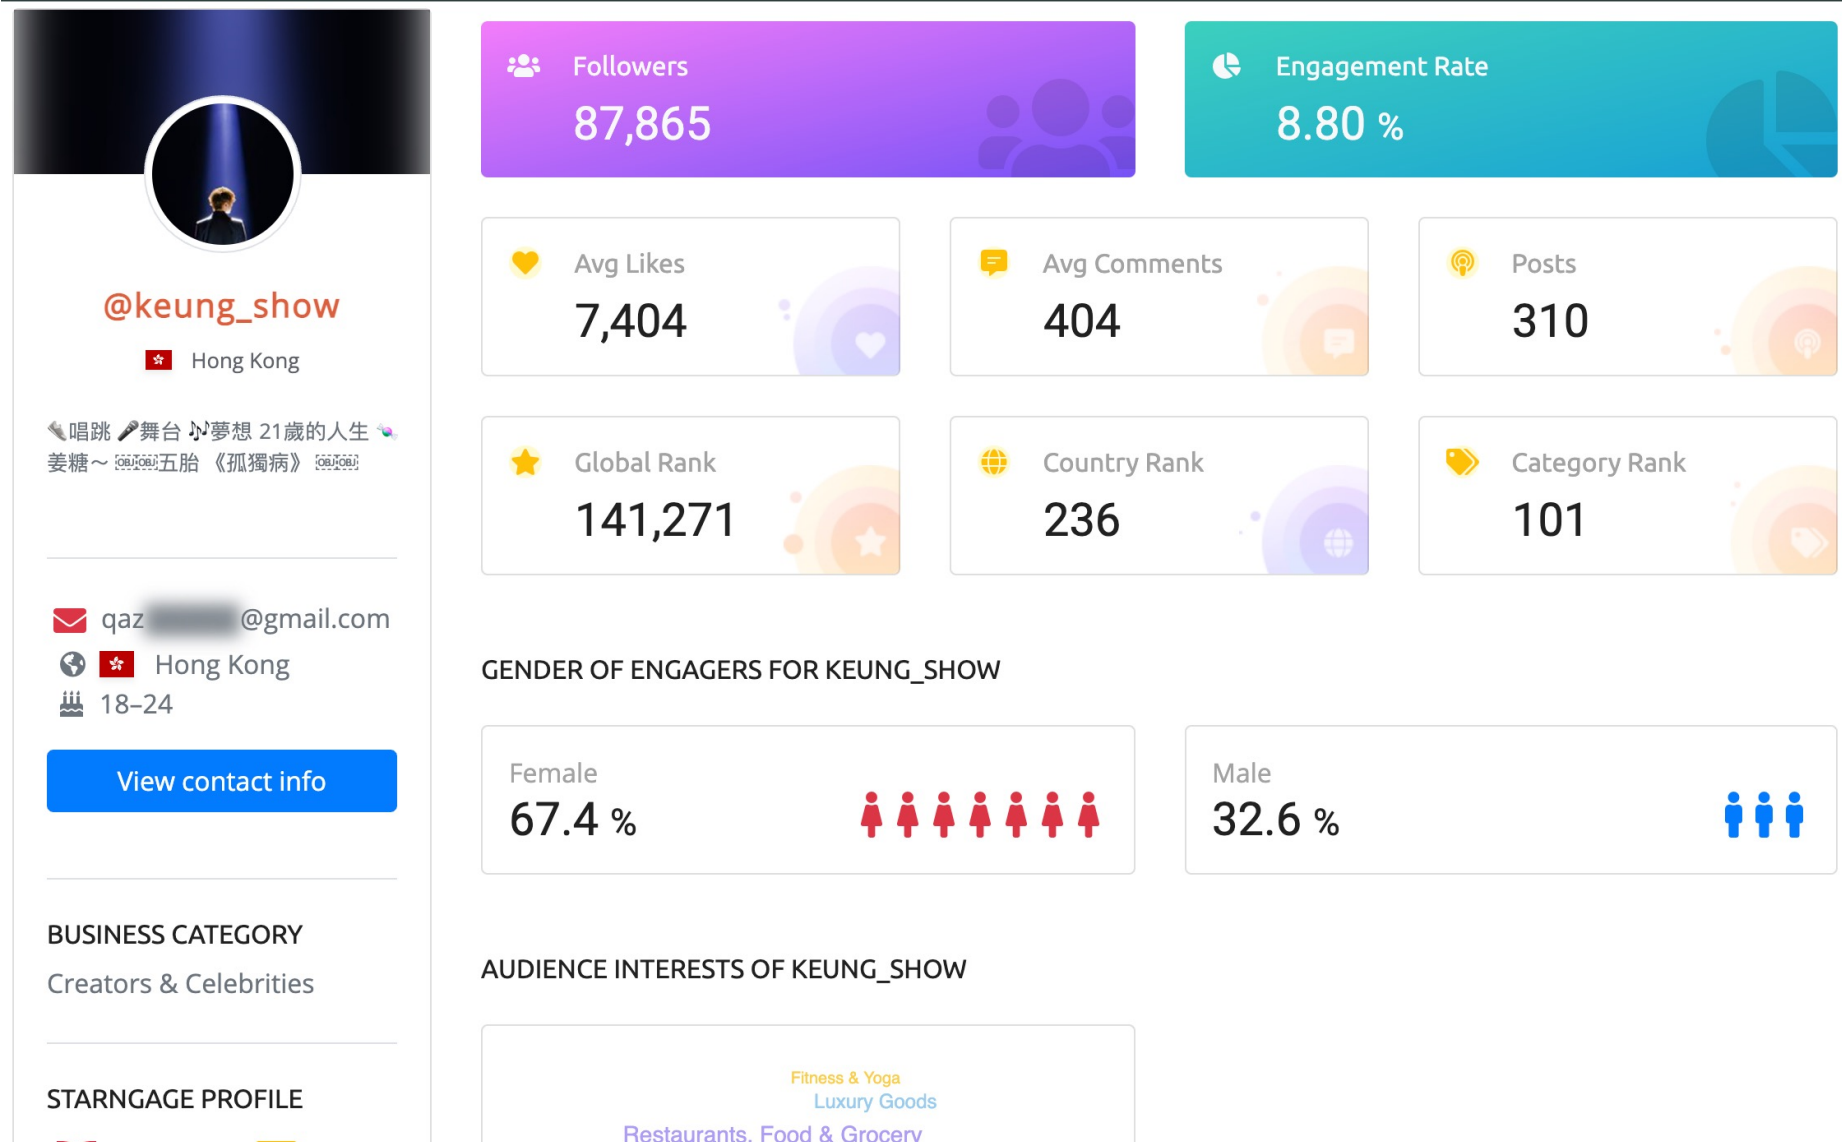 @keung_show
Hong Kong
唱跳 舞台 夢想 21歲的人生
姜糖～ 五胎 《孤獨病》
qaz @gmail.com
Hong Kong
18–24
View contact info
BUSINESS CATEGORY
Creators & Celebrities
STARNGAGE PROFILE
Followers
87,865
Engagement Rate
8.80 %
Avg Likes
7,404
Avg Comments
404
Posts
310
Global Rank
141,271
Country Rank
236
Category Rank
101
GENDER OF ENGAGERS FOR KEUNG_SHOW
Female
67.4 %
Male
32.6 %
AUDIENCE INTERESTS OF KEUNG_SHOW
Fitness & Yoga
Luxury Goods
Restaurants, Food & Grocery